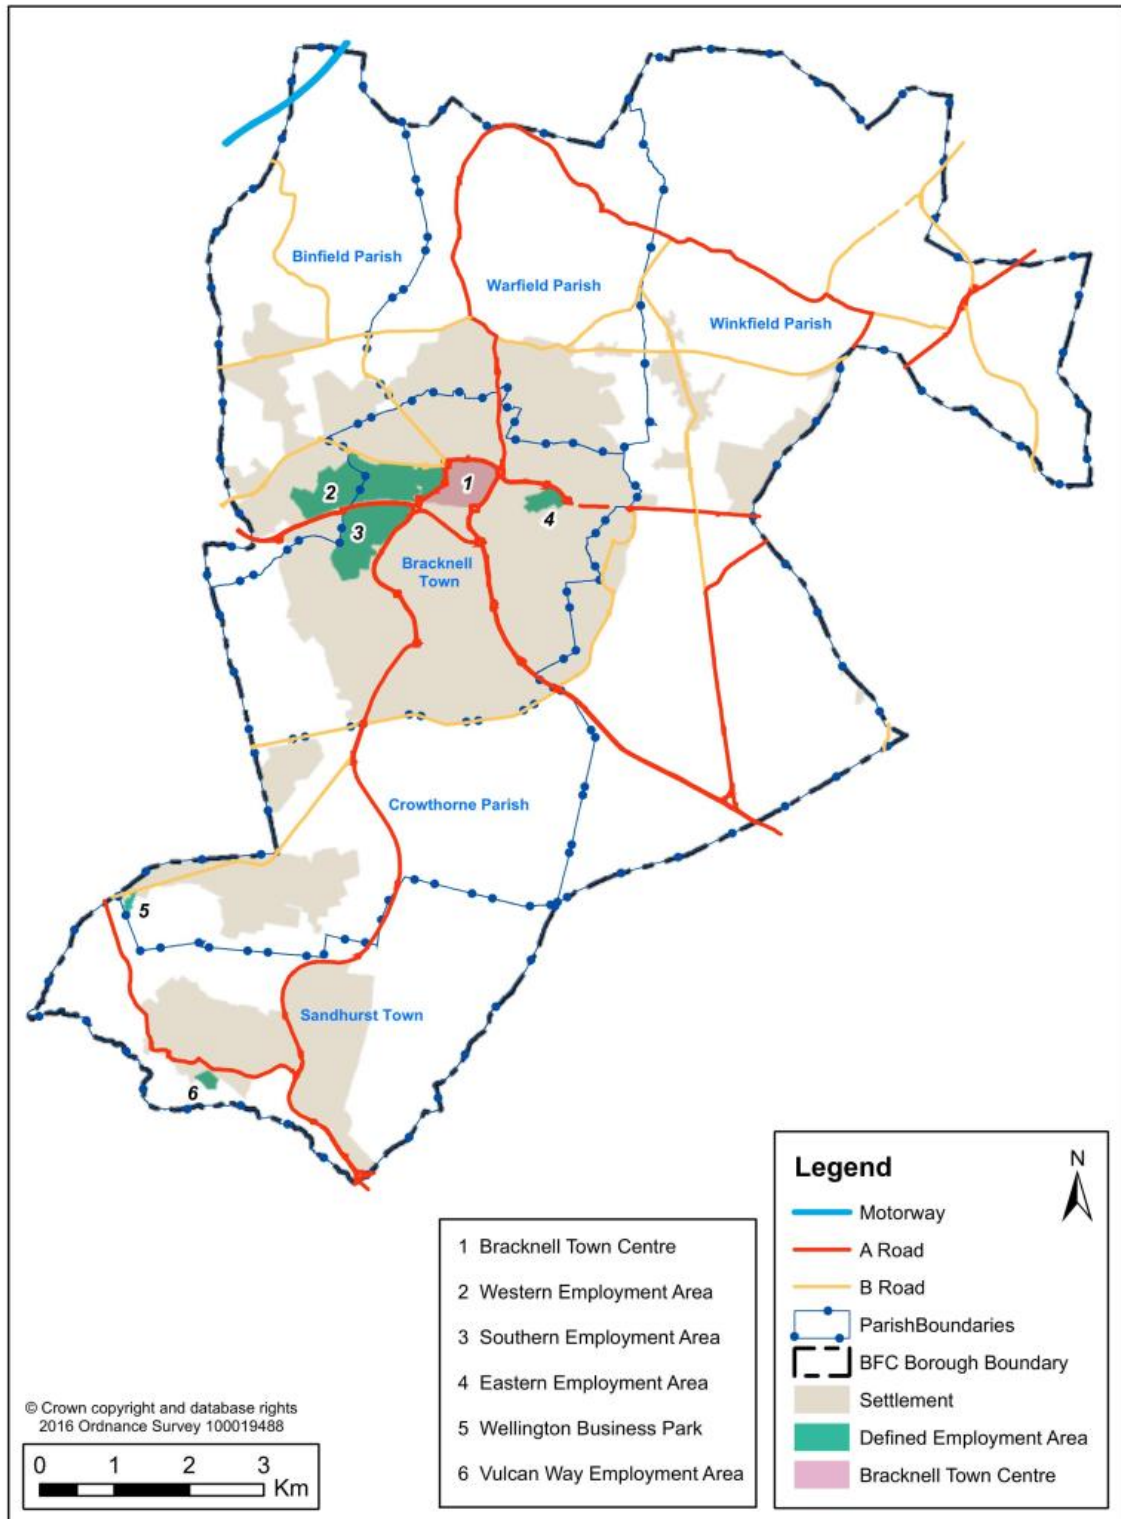 Binfield Parish
Warfield Parish
Winkfield Parish
1
2
3
4
Bracknell
Town
Crowthorne Parish
5
Sandhurst Town
6
1 Bracknell Town Centre
2 Western Employment Area
3 Southern Employment Area
4 Eastern Employment Area
5 Wellington Business Park
6 Vulcan Way Employment Area
Legend
N
Motorway
A Road
B Road
ParishBoundaries
BFC Borough Boundary
Settlement
Defined Employment Area
Bracknell Town Centre
© Crown copyright and database rights
2016 Ordnance Survey 100019488
0 1 2 3
Km